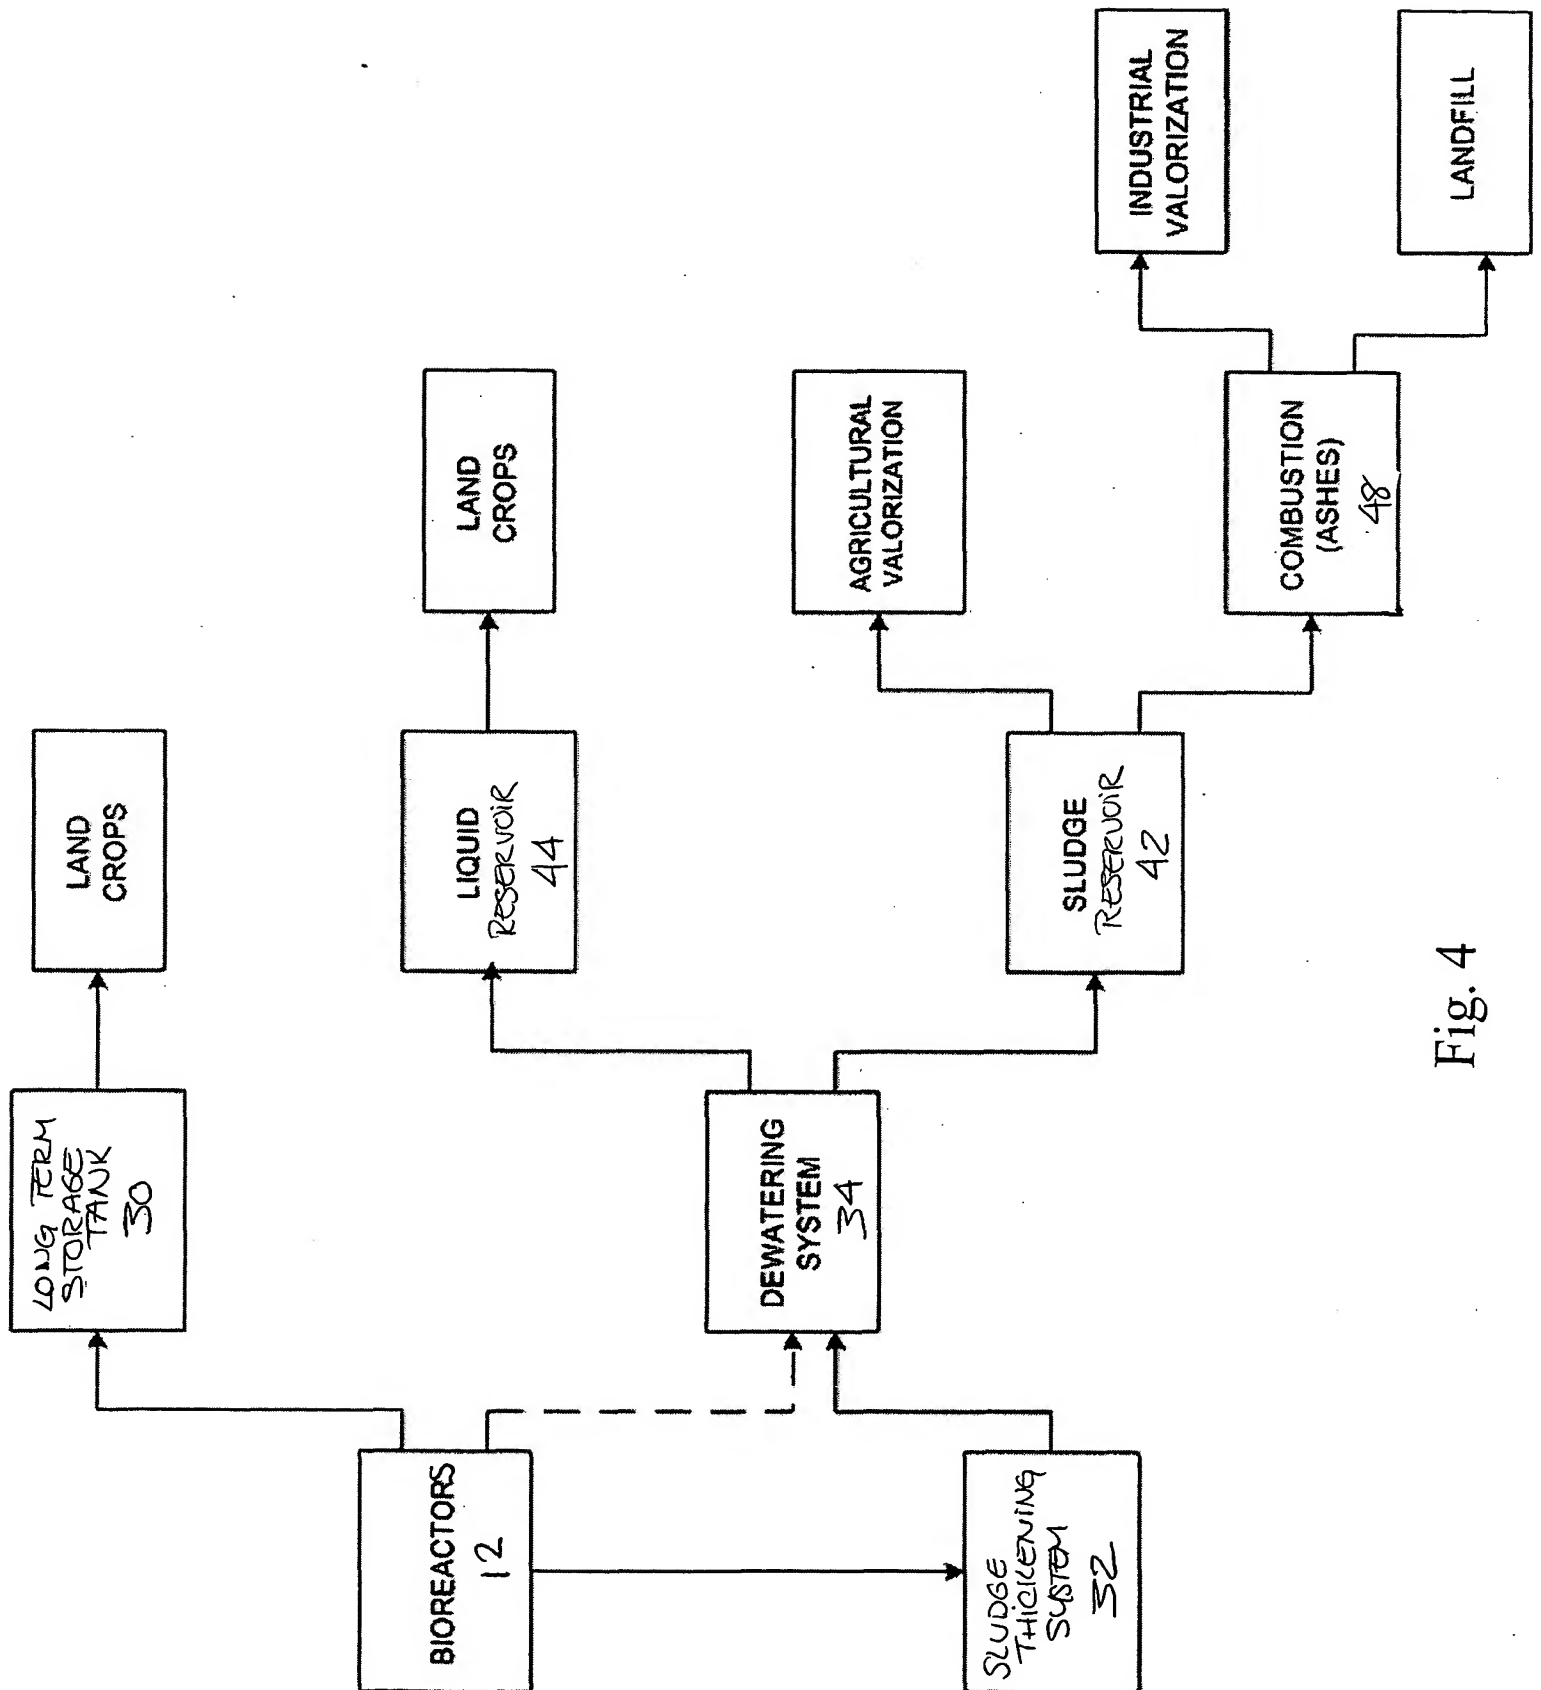 LONG TERM
STORAGE
TANK
30
LAND
CROPS
BIOREACTORS
12
LIQUID
RESERVOIR
44
LAND
CROPS
DEWATERING
SYSTEM
34
AGRICULTURAL
VALORIZATION
SLUDGE
THICKENING
SYSTEM
32
SLUDGE
RESERVOIR
42
COMBUSTION
(ASHES)
48
INDUSTRIAL
VALORIZATION
LANDFILL
Fig. 4